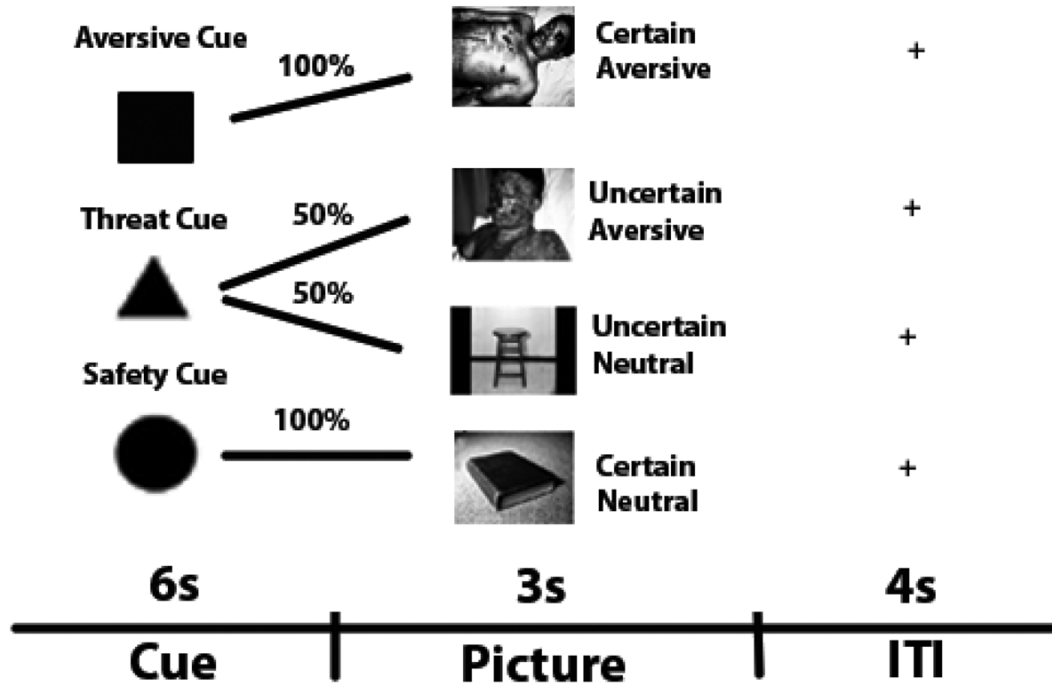 Aversive Cue
100%
Certain
Aversive
+
Threat Cue
50%
50%
Uncertain
Aversive
+
Uncertain
Neutral
+
Safety Cue
100%
Certain
Neutral
+
6s
3s
4s
Cue
Picture
ITI